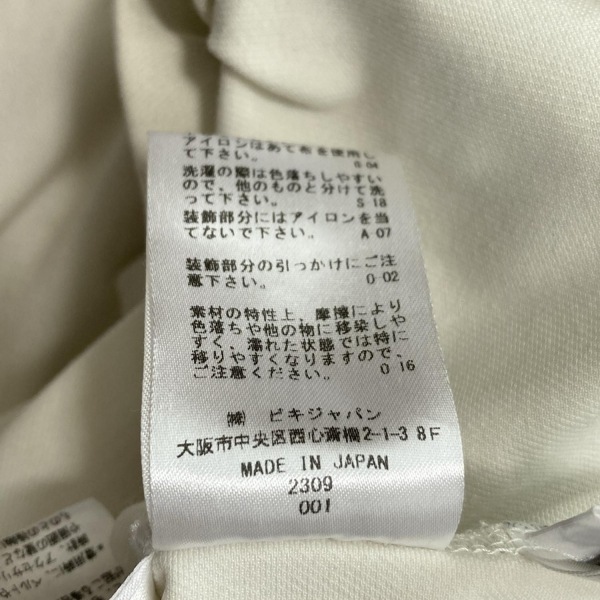 アイロンはあて布を使用し
て下さい。 S 04
洗濯の際は色落ちしやすい
ので、他のものと分けて洗
って下さい。 S 18
装飾部分にはアイロンを当
てないで下さい。 A 07
装飾部分の引っかけにご注
意下さい。 O 02
素材の特性上、摩擦により
色落ちや他の物に移染しや
すく、濡れた状態では特に
移りやすくなりますので、
ご注意ください。 O 16
㈱ ビキジャパン
大阪市中央区西心斎橋2-1-3 8F
MADE IN JAPAN
2309
001